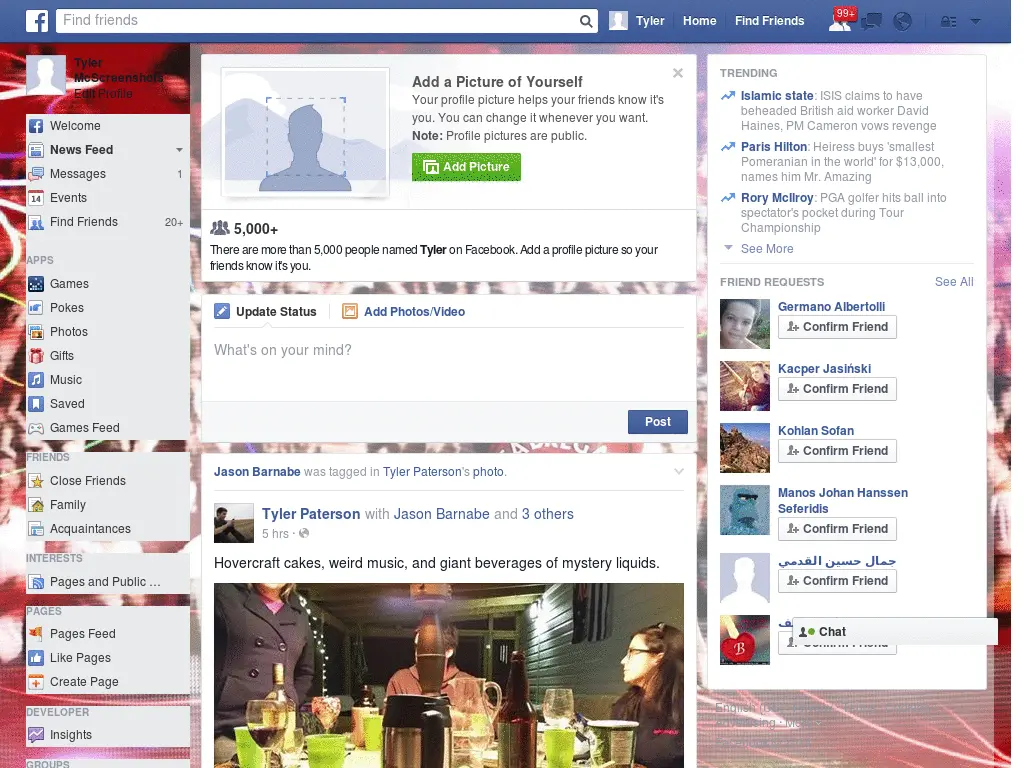 Find friends
Tyler
Home
Find Friends
99+
Tyler
McScreenshots
Edit Profile
Welcome
News Feed
Messages 1
14 Events
Find Friends 20+
APPS
Games
Pokes
Photos
Gifts
Music
Saved
Games Feed
FRIENDS
Close Friends
Family
Acquaintances
INTERESTS
Pages and Public ...
PAGES
Pages Feed
Like Pages
Create Page
DEVELOPER
Insights
GROUPS
Add a Picture of Yourself
Your profile picture helps your friends know it's
you. You can change it whenever you want.
Note: Profile pictures are public.
Add Picture
5,000+
There are more than 5,000 people named Tyler on Facebook. Add a profile picture so your
friends know it's you.
Update Status
Add Photos/Video
What's on your mind?
Post
Jason Barnabe was tagged in Tyler Paterson's photo.
Tyler Paterson with Jason Barnabe and 3 others
5 hrs ·
Hovercraft cakes, weird music, and giant beverages of mystery liquids.
TRENDING
Islamic state: ISIS claims to have
beheaded British aid worker David
Haines, PM Cameron vows revenge
Paris Hilton: Heiress buys 'smallest
Pomeranian in the world' for $13,000,
names him Mr. Amazing
Rory McIlroy: PGA golfer hits ball into
spectator's pocket during Tour
Championship
See More
FRIEND REQUESTS See All
Germano Albertolli
Confirm Friend
Kacper Jasiński
Confirm Friend
Kohlan Sofan
Confirm Friend
Manos Johan Hanssen
Seferidis
Confirm Friend
جمال حسين القدمي
Confirm Friend
B
Confirm Friend
Chat
English